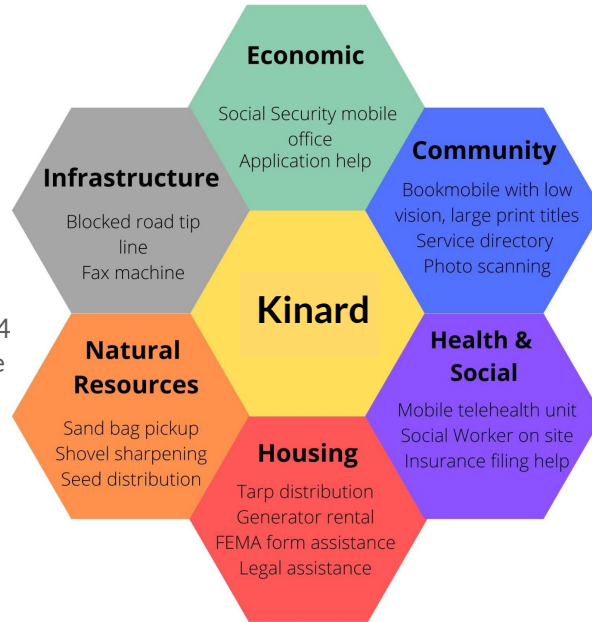 Economic
Social Security mobile
office
Application help
Infrastructure
Blocked road tip
line
Fax machine
Community
Bookmobile with low
vision, large print titles
Service directory
Photo scanning
Kinard
4
e
Natural
Resources
Sand bag pickup
Shovel sharpening
Seed distribution
Health &
Social
Mobile telehealth unit
Social Worker on site
Insurance filing help
Housing
Tarp distribution
Generator rental
FEMA form assistance
Legal assistance